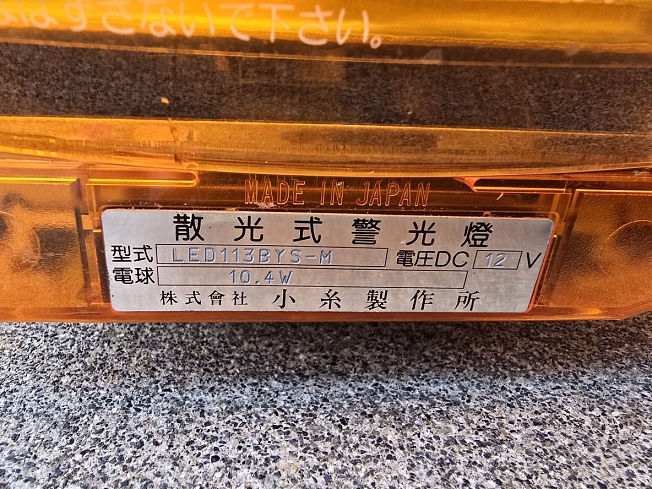 はずさないで下さい。
MADE IN JAPAN
散光式警光燈
型式 LED113BYS-M 電圧DC 12 V
電球 10.4W
株式會社 小糸製作所